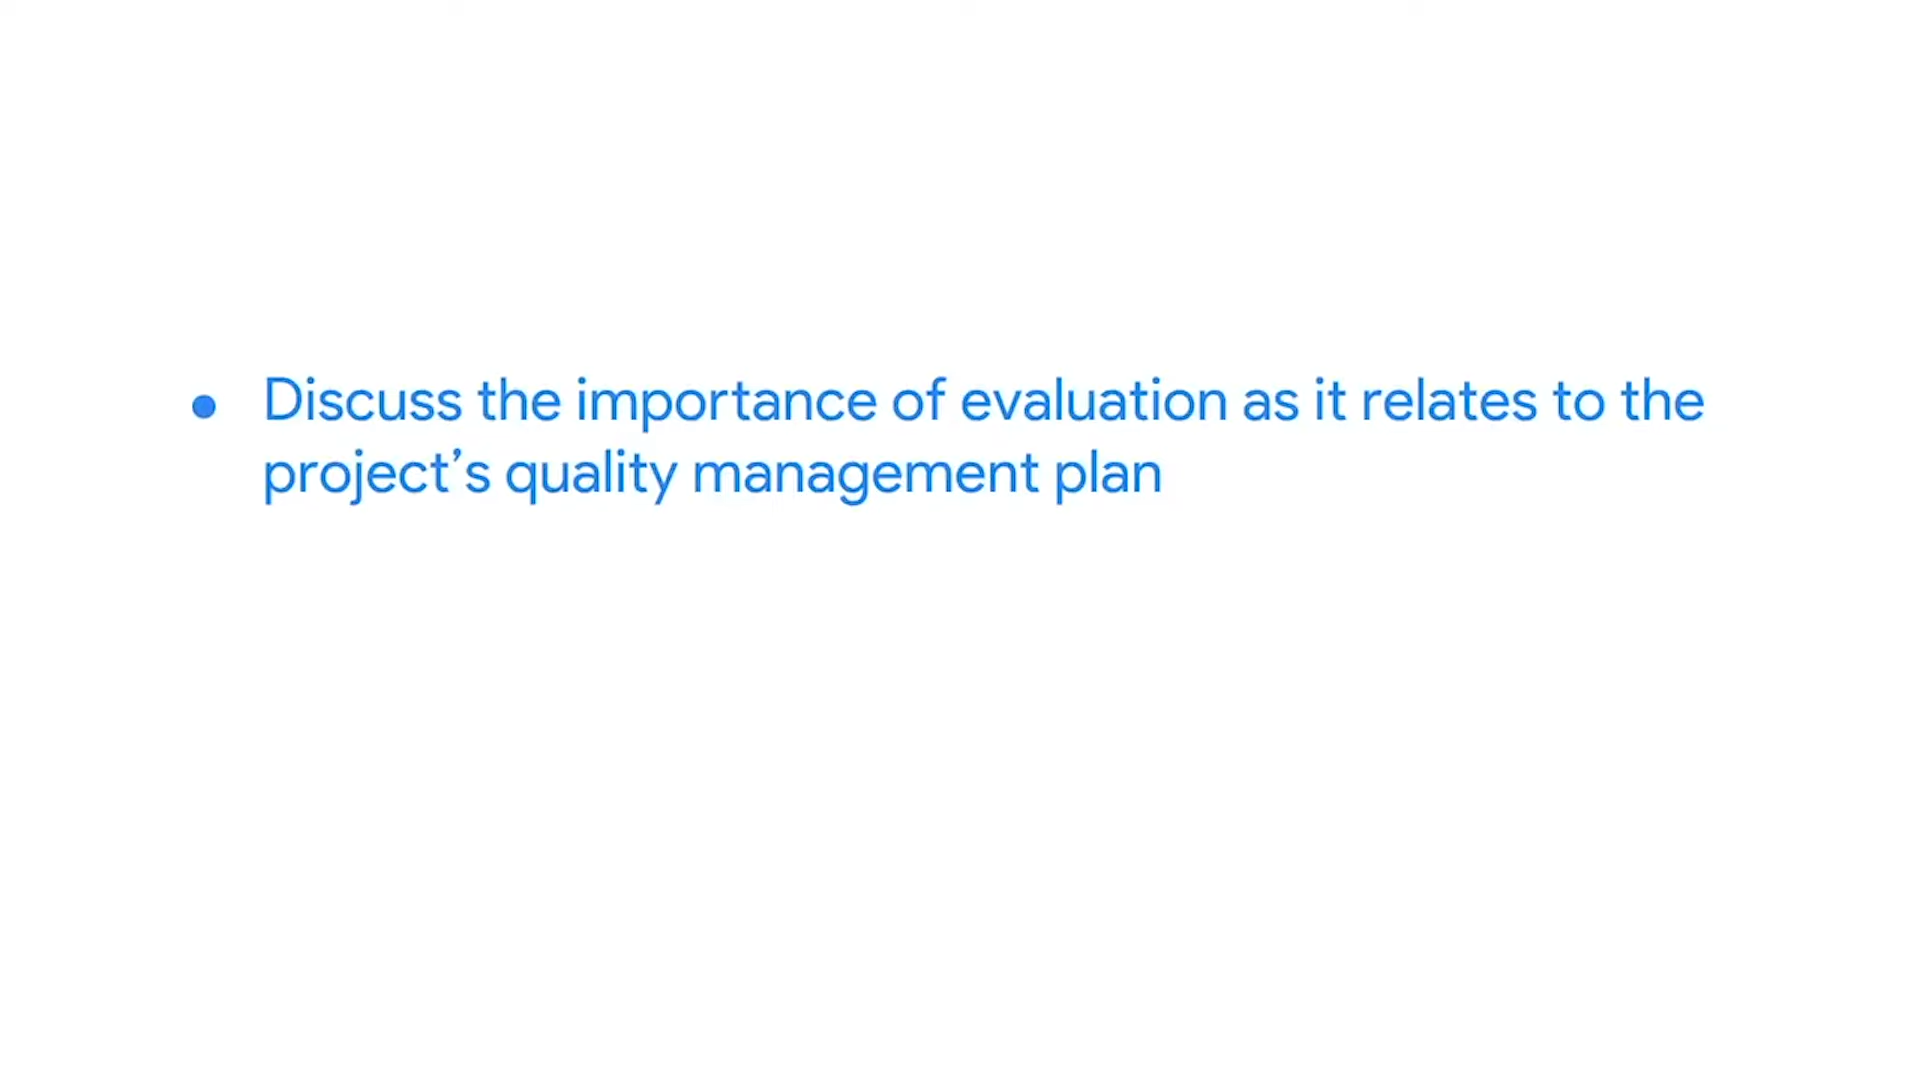 • Discuss the importance of evaluation as it relates to the
project’s quality management plan